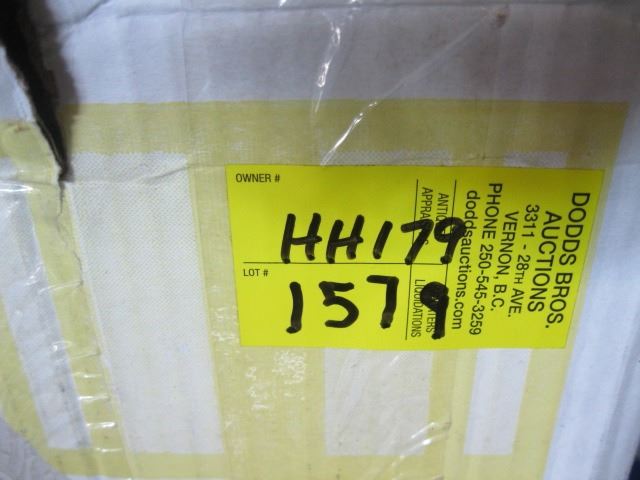 OWNER #
HH179
LOT #
1579
DODDS BROS.
AUCTIONS
3311 - 28TH AVE.
VERNON, B.C.
PHONE 250-545-3259
doddsauctions.com
LIQUIDATIONS